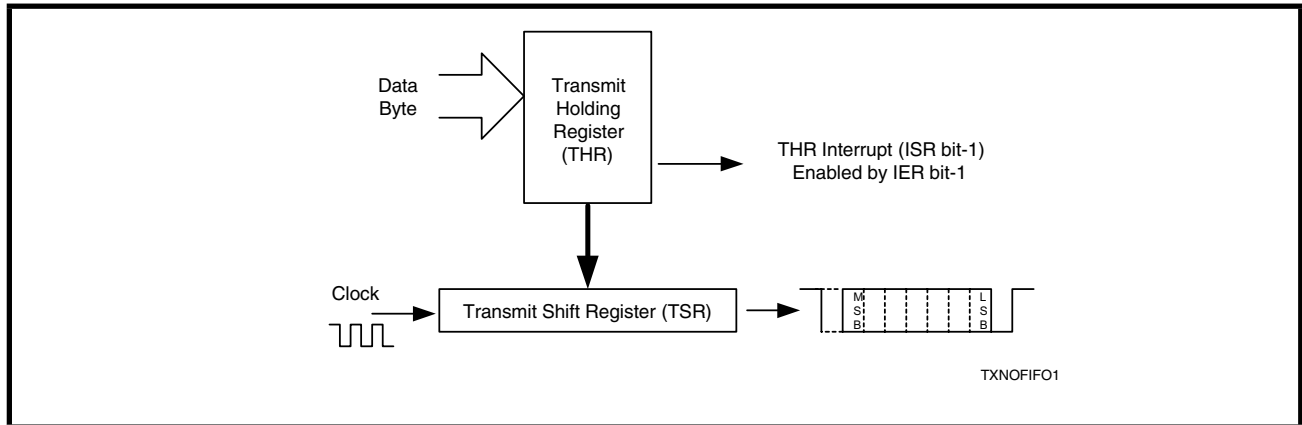 Data
Byte
Transmit
Holding
Register
(THR)
THR Interrupt (ISR bit-1)
Enabled by IER bit-1
Clock
Transmit Shift Register (TSR)
M
S
B
L
S
B
TXNOFIFO1